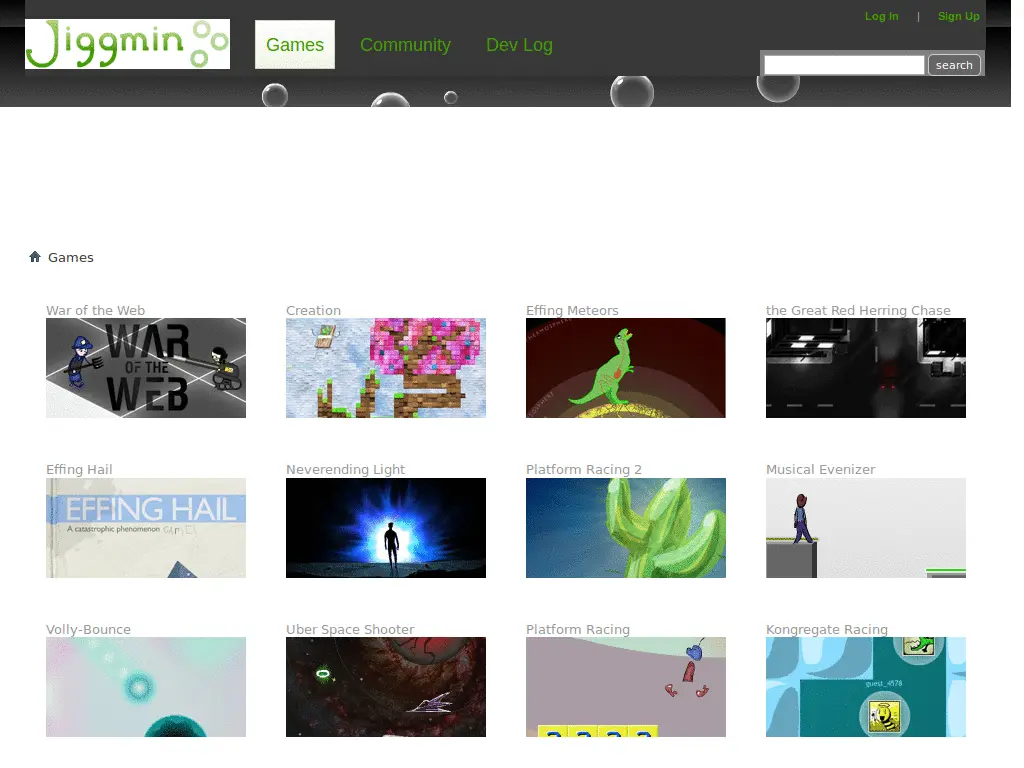 Log In | Sign Up
Jiggmin Games Community Dev Log
search
Games
War of the Web Creation Effing Meteors the Great Red Herring Chase
WAR
OF THE
WEB
Effing Hail Neverending Light Platform Racing 2 Musical Evenizer
EFFING HAIL
A catastrophic phenomenon GAME!
Volly-Bounce Uber Space Shooter Platform Racing Kongregate Racing
guest_4578
? ? ? ?